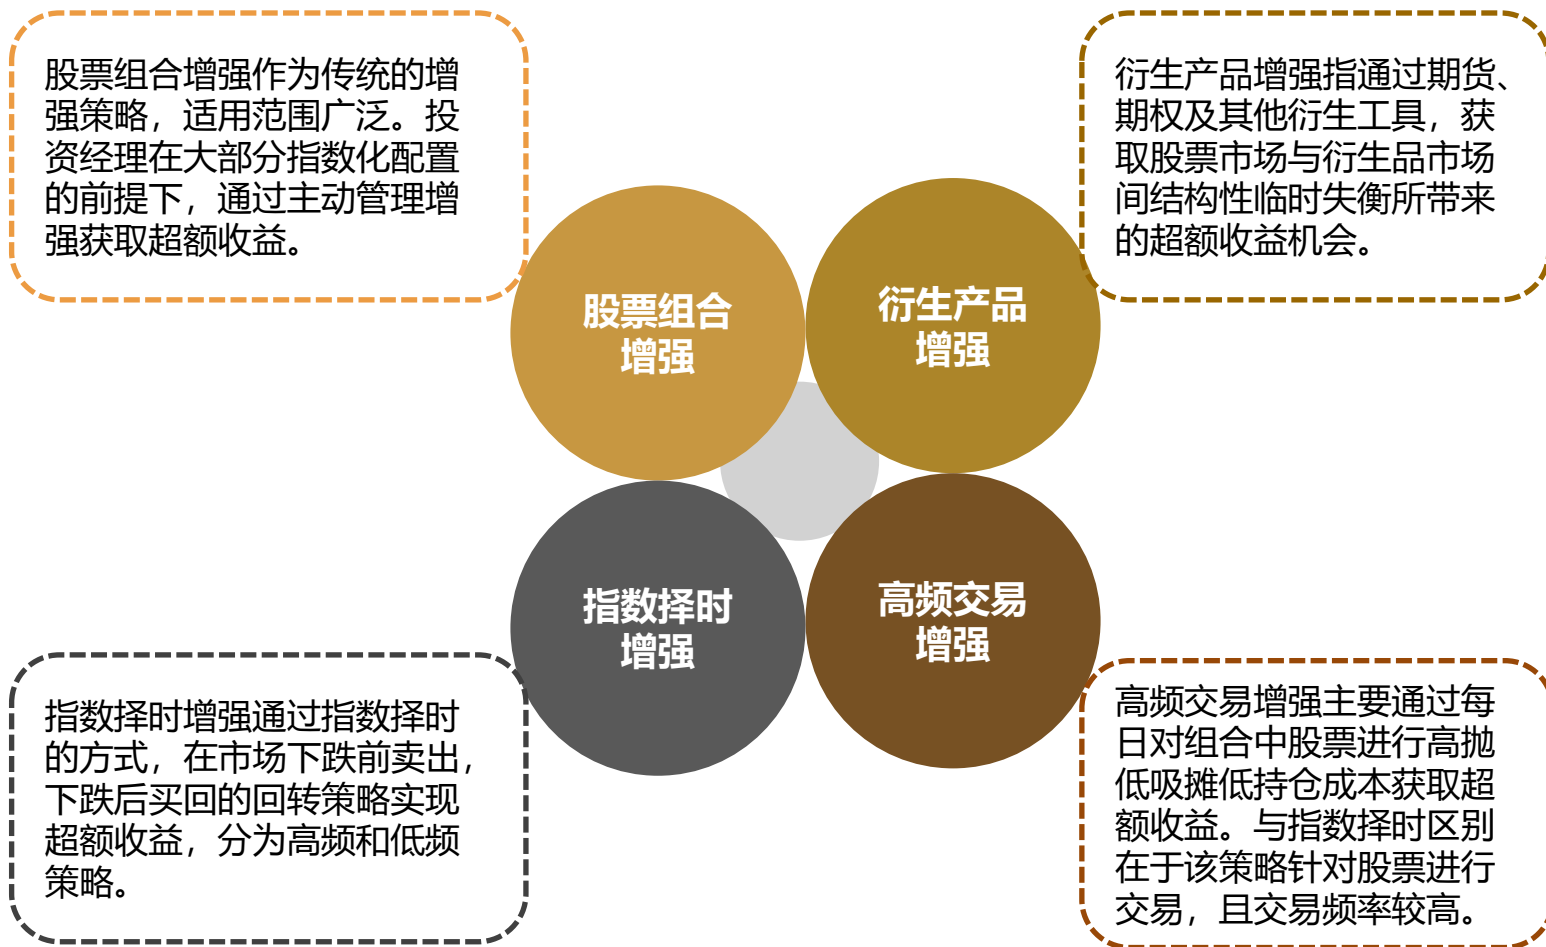 股票组合增强作为传统的增
强策略，适用范围广泛。投
资经理在大部分指数化配置
的前提下，通过主动管理增
强获取超额收益。
衍生产品增强指通过期货、
期权及其他衍生工具，获
取股票市场与衍生品市场
间结构性临时失衡所带来
的超额收益机会。
股票组合
增强
衍生产品
增强
指数择时
增强
高频交易
增强
指数择时增强通过指数择时
的方式，在市场下跌前卖出，
下跌后买回的回转策略实现
超额收益，分为高频和低频
策略。
高频交易增强主要通过每
日对组合中股票进行高抛
低吸摊低持仓成本获取超
额收益。与指数择时区别
在于该策略针对股票进行
交易，且交易频率较高。